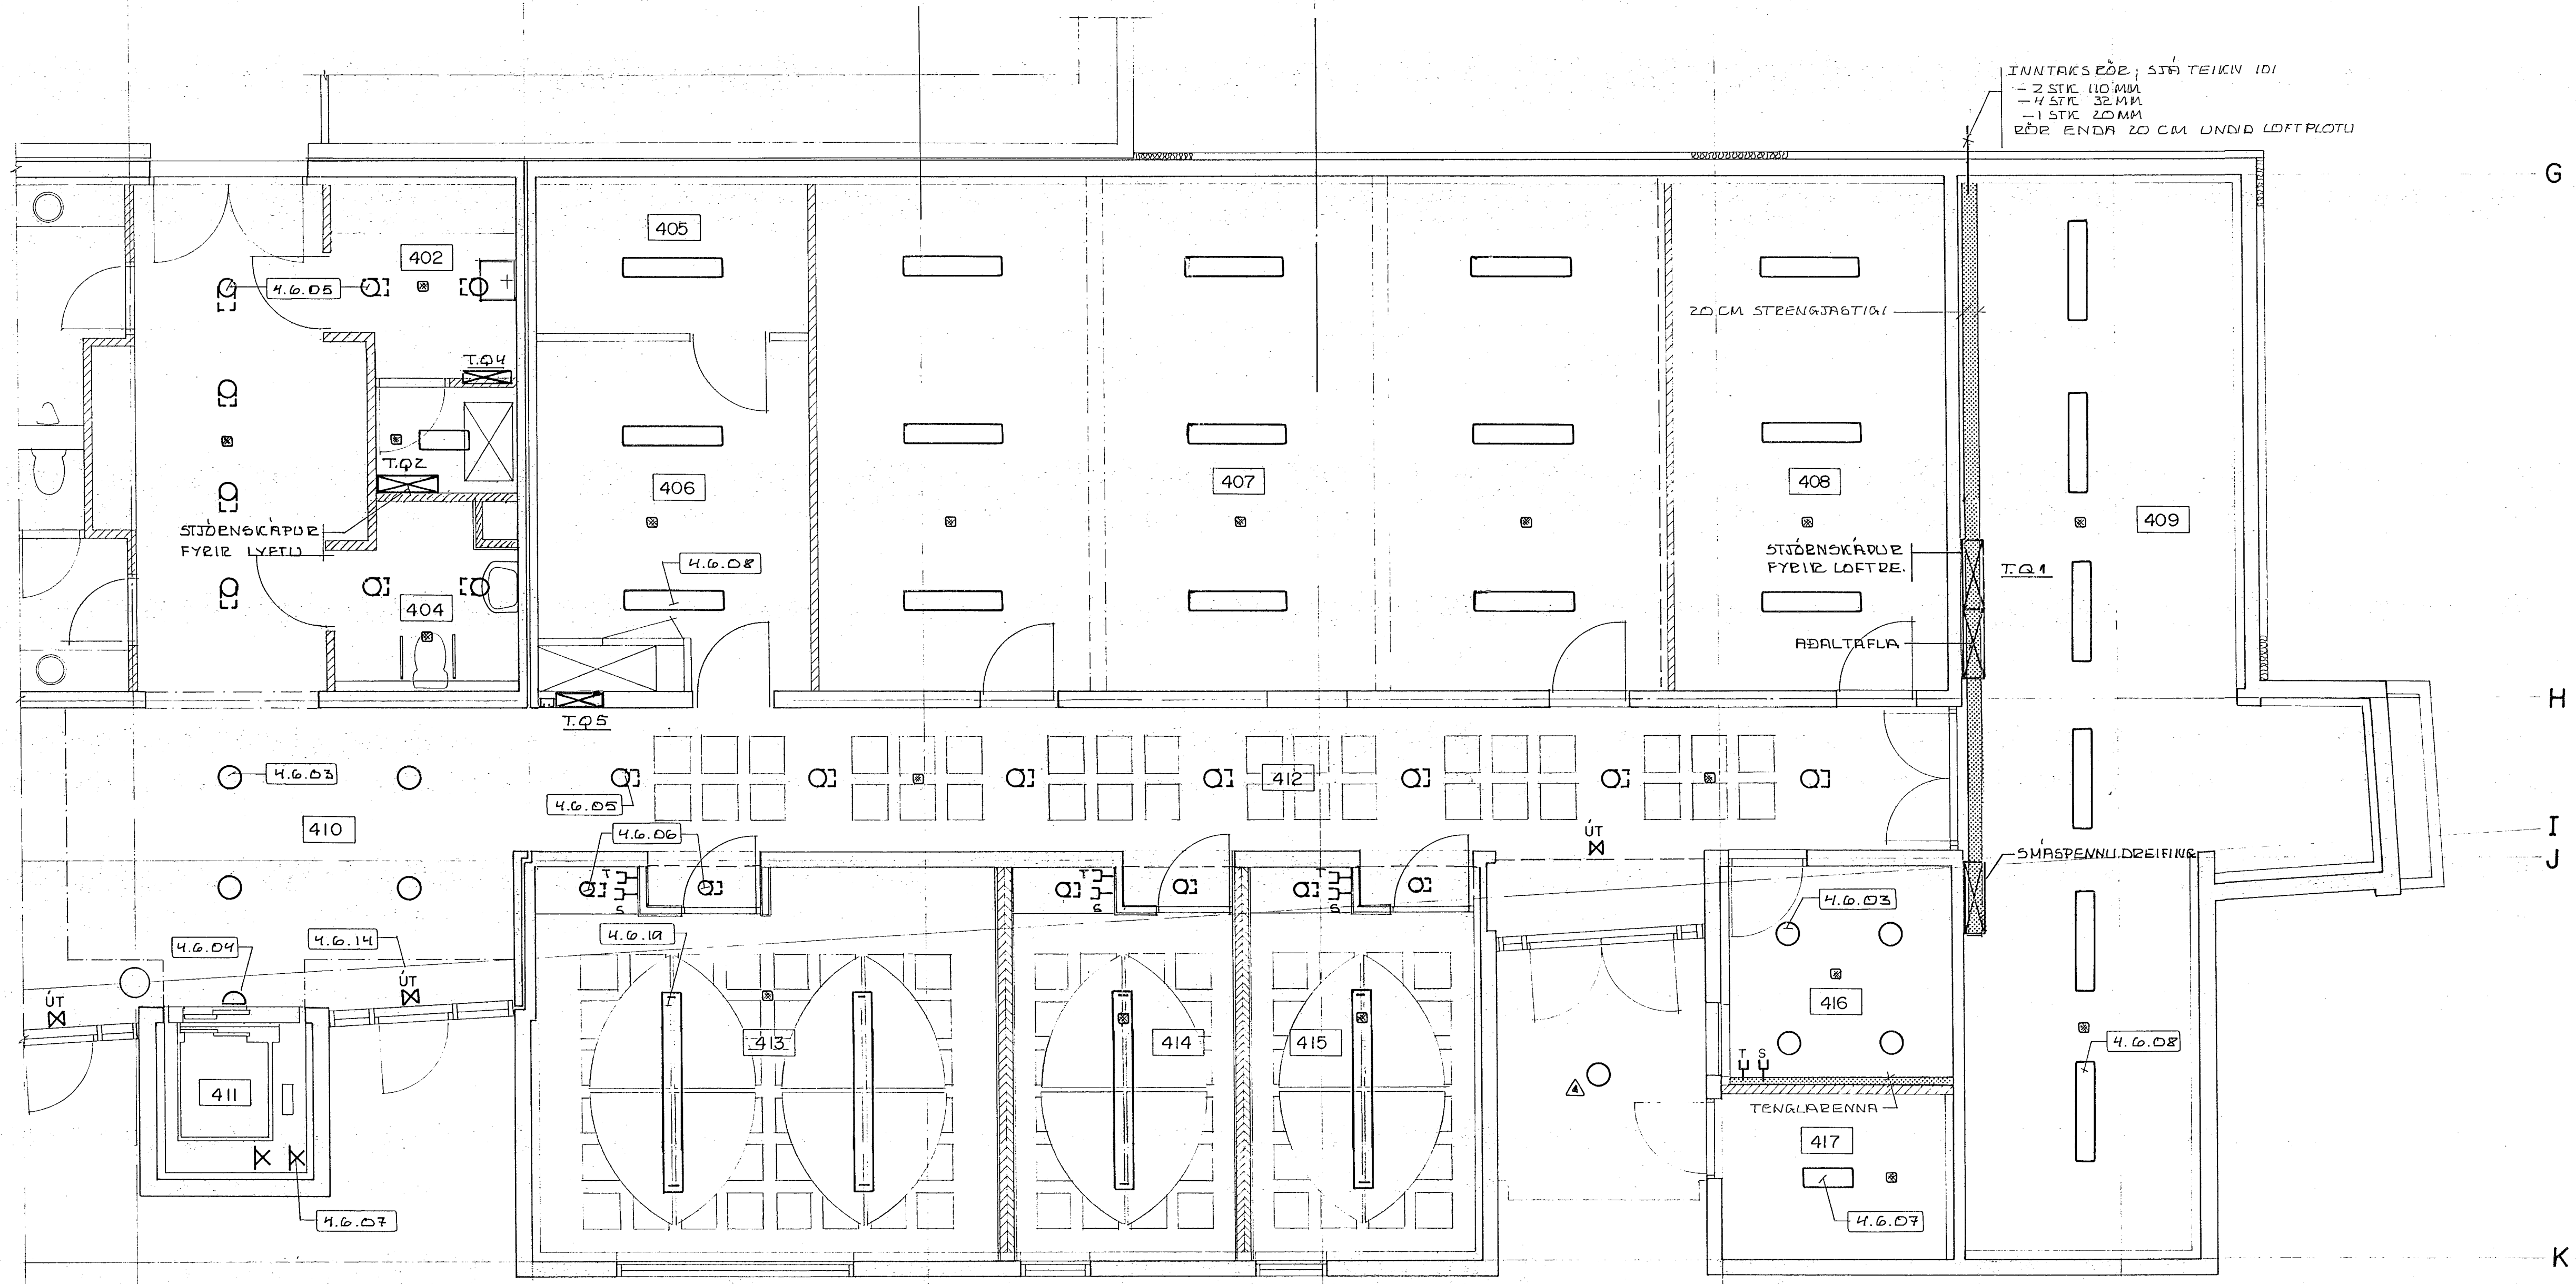 INNTAKSRÖR; SJÁ TEIKN 101
- 2 STK 110 MM
- 4 STK 32 MM
- 1 STK 20 MM
RÖR ENDA 20 CM UNDIR LOFTPLÖTU
G
405
402
4.6.05
20 CM STRENGJASTIGI
T.Q4
T.Q2
406
407
408
409
STJÓRNSKÁPUR
FYRIR LYFTU
STJÓRNSKÁPUR
FYRIR LOFTRE.
T.Q1
4.6.08
404
AÐALTAFLA
H
T.Q5
4.6.03
412
4.6.05
410
4.6.06
ÚT
I
SMÁSPENNUDREIFING
J
T
S
T
S
T
S
4.6.03
4.6.19
4.6.04
4.6.14
ÚT
ÚT
416
413
414
415
4.6.08
T S
411
4
TENGLARENNA
417
4.6.07
4.6.07
K